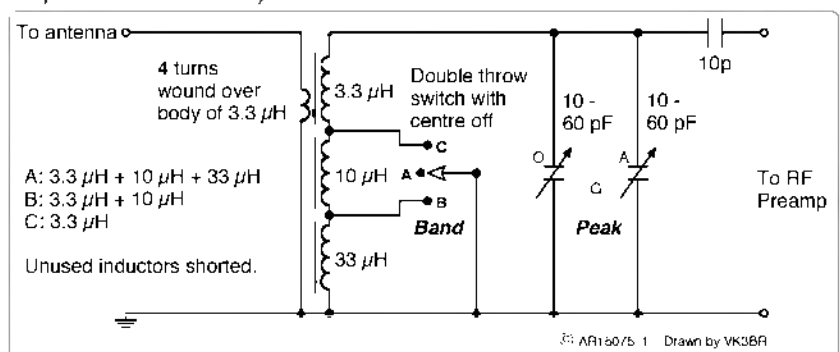 To antenna
4 turns
wound over
body of 3.3 µH
3.3 µH
Double throw
switch with
centre off
10p
10 -
60 pF
10 -
60 pF
C
A
B
Band
10 µH
33 µH
O
A
G
Peak
To RF
Preamp
A: 3.3 µH + 10 µH + 33 µH
B: 3.3 µH + 10 µH
C: 3.3 µH
Unused inductors shorted.
AR15075_1 Drawn by VK3BR